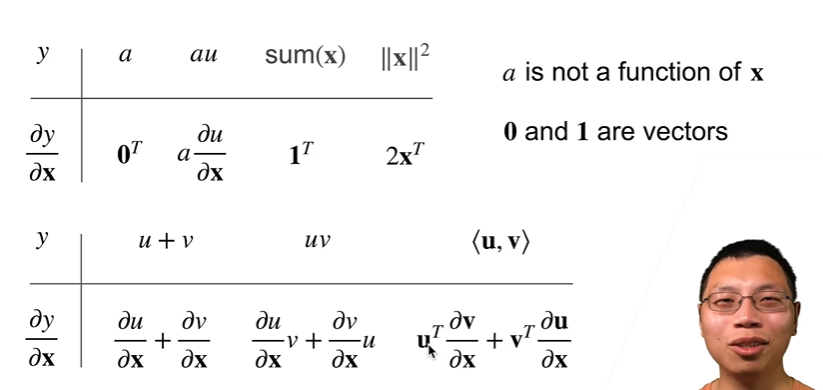 y a au sum(x) ||x||²
a is not a function of x
∂y/∂x 0ᵀ a ∂u/∂x 1ᵀ 2xᵀ
0 and 1 are vectors
y u + v uv ⟨u, v⟩
∂y/∂x ∂u/∂x + ∂v/∂x ∂u/∂x v + ∂v/∂x u uᵀ ∂v/∂x + vᵀ ∂u/∂x